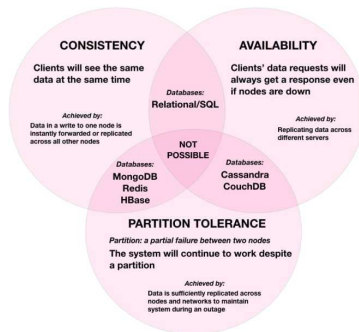 CONSISTENCY
Clients will see the same
data at the same time
Achieved by:
Data in a write to one node is
instantly forwarded or replicated
across all other nodes
Databases:
Relational/SQL
AVAILABILITY
Clients' data requests will
always get a response even
if nodes are down
Achieved by:
Replicating data across
different servers
NOT
POSSIBLE
Databases:
MongoDB
Redis
HBase
Databases:
Cassandra
CouchDB
PARTITION TOLERANCE
Partition: a partial failure between two nodes
The system will continue to work despite
a partition
Achieved by:
Data is sufficiently replicated across
nodes and networks to maintain
system during an outage